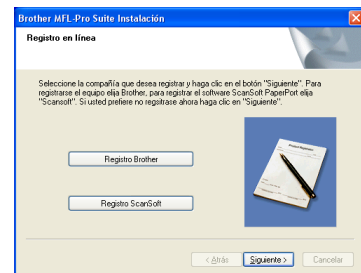 Brother MFL-Pro Suite Instalación
Registro en línea
Seleccione la compañía que desea registrar y haga clic en el botón "Siguiente". Para
registrarse el equipo elija Brother, para registrar el software ScanSoft PaperPort elija
"Scansoft". Si usted prefiere no registrase ahora haga clic en "Siguiente".
Registro Brother
Registro ScanSoft
< Atrás
Siguiente >
Cancelar